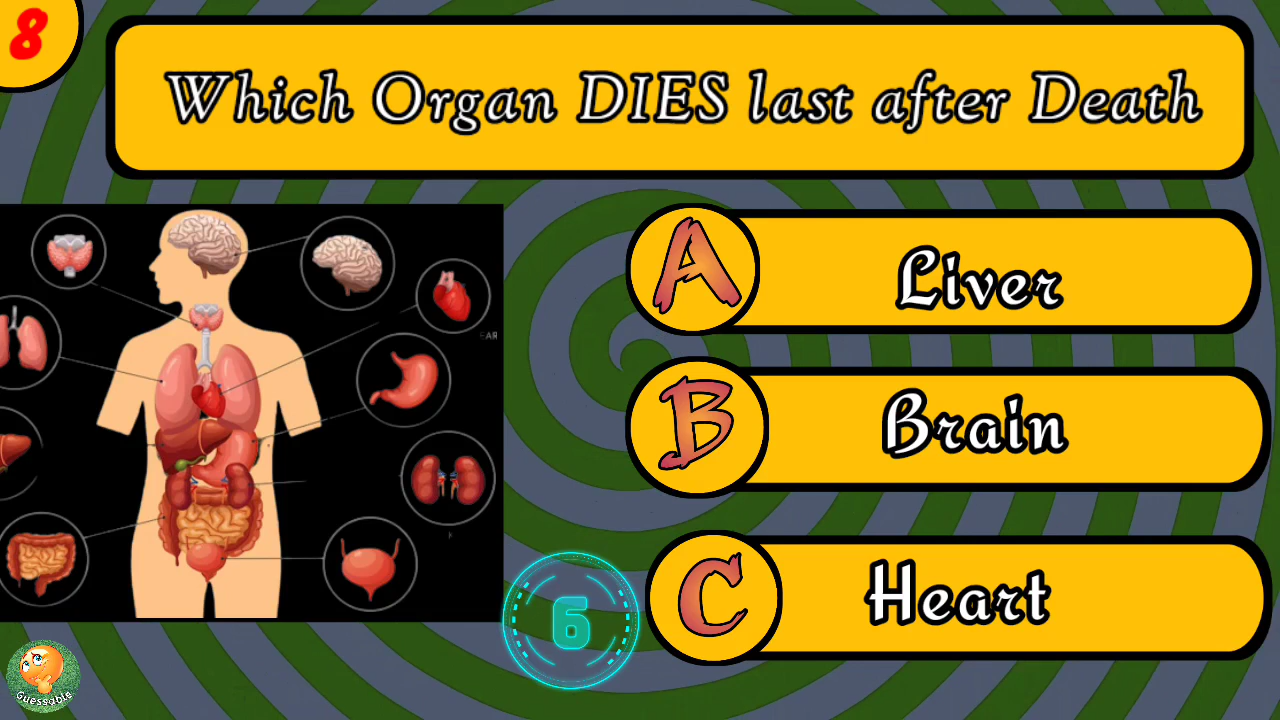 8
Which Organ DIES last after Death
A
Liver
B
Brain
C
Heart
6
Guessable